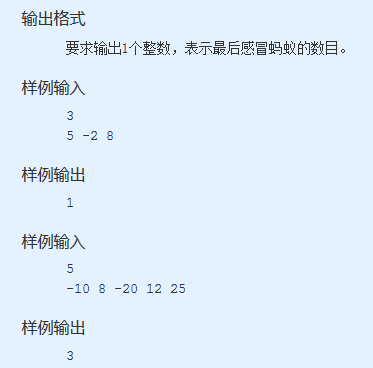 输出格式
要求输出1个整数，表示最后感冒蚂蚁的数目。
样例输入
3
5 -2 8
样例输出
1
样例输入
5
-10 8 -20 12 25
样例输出
3